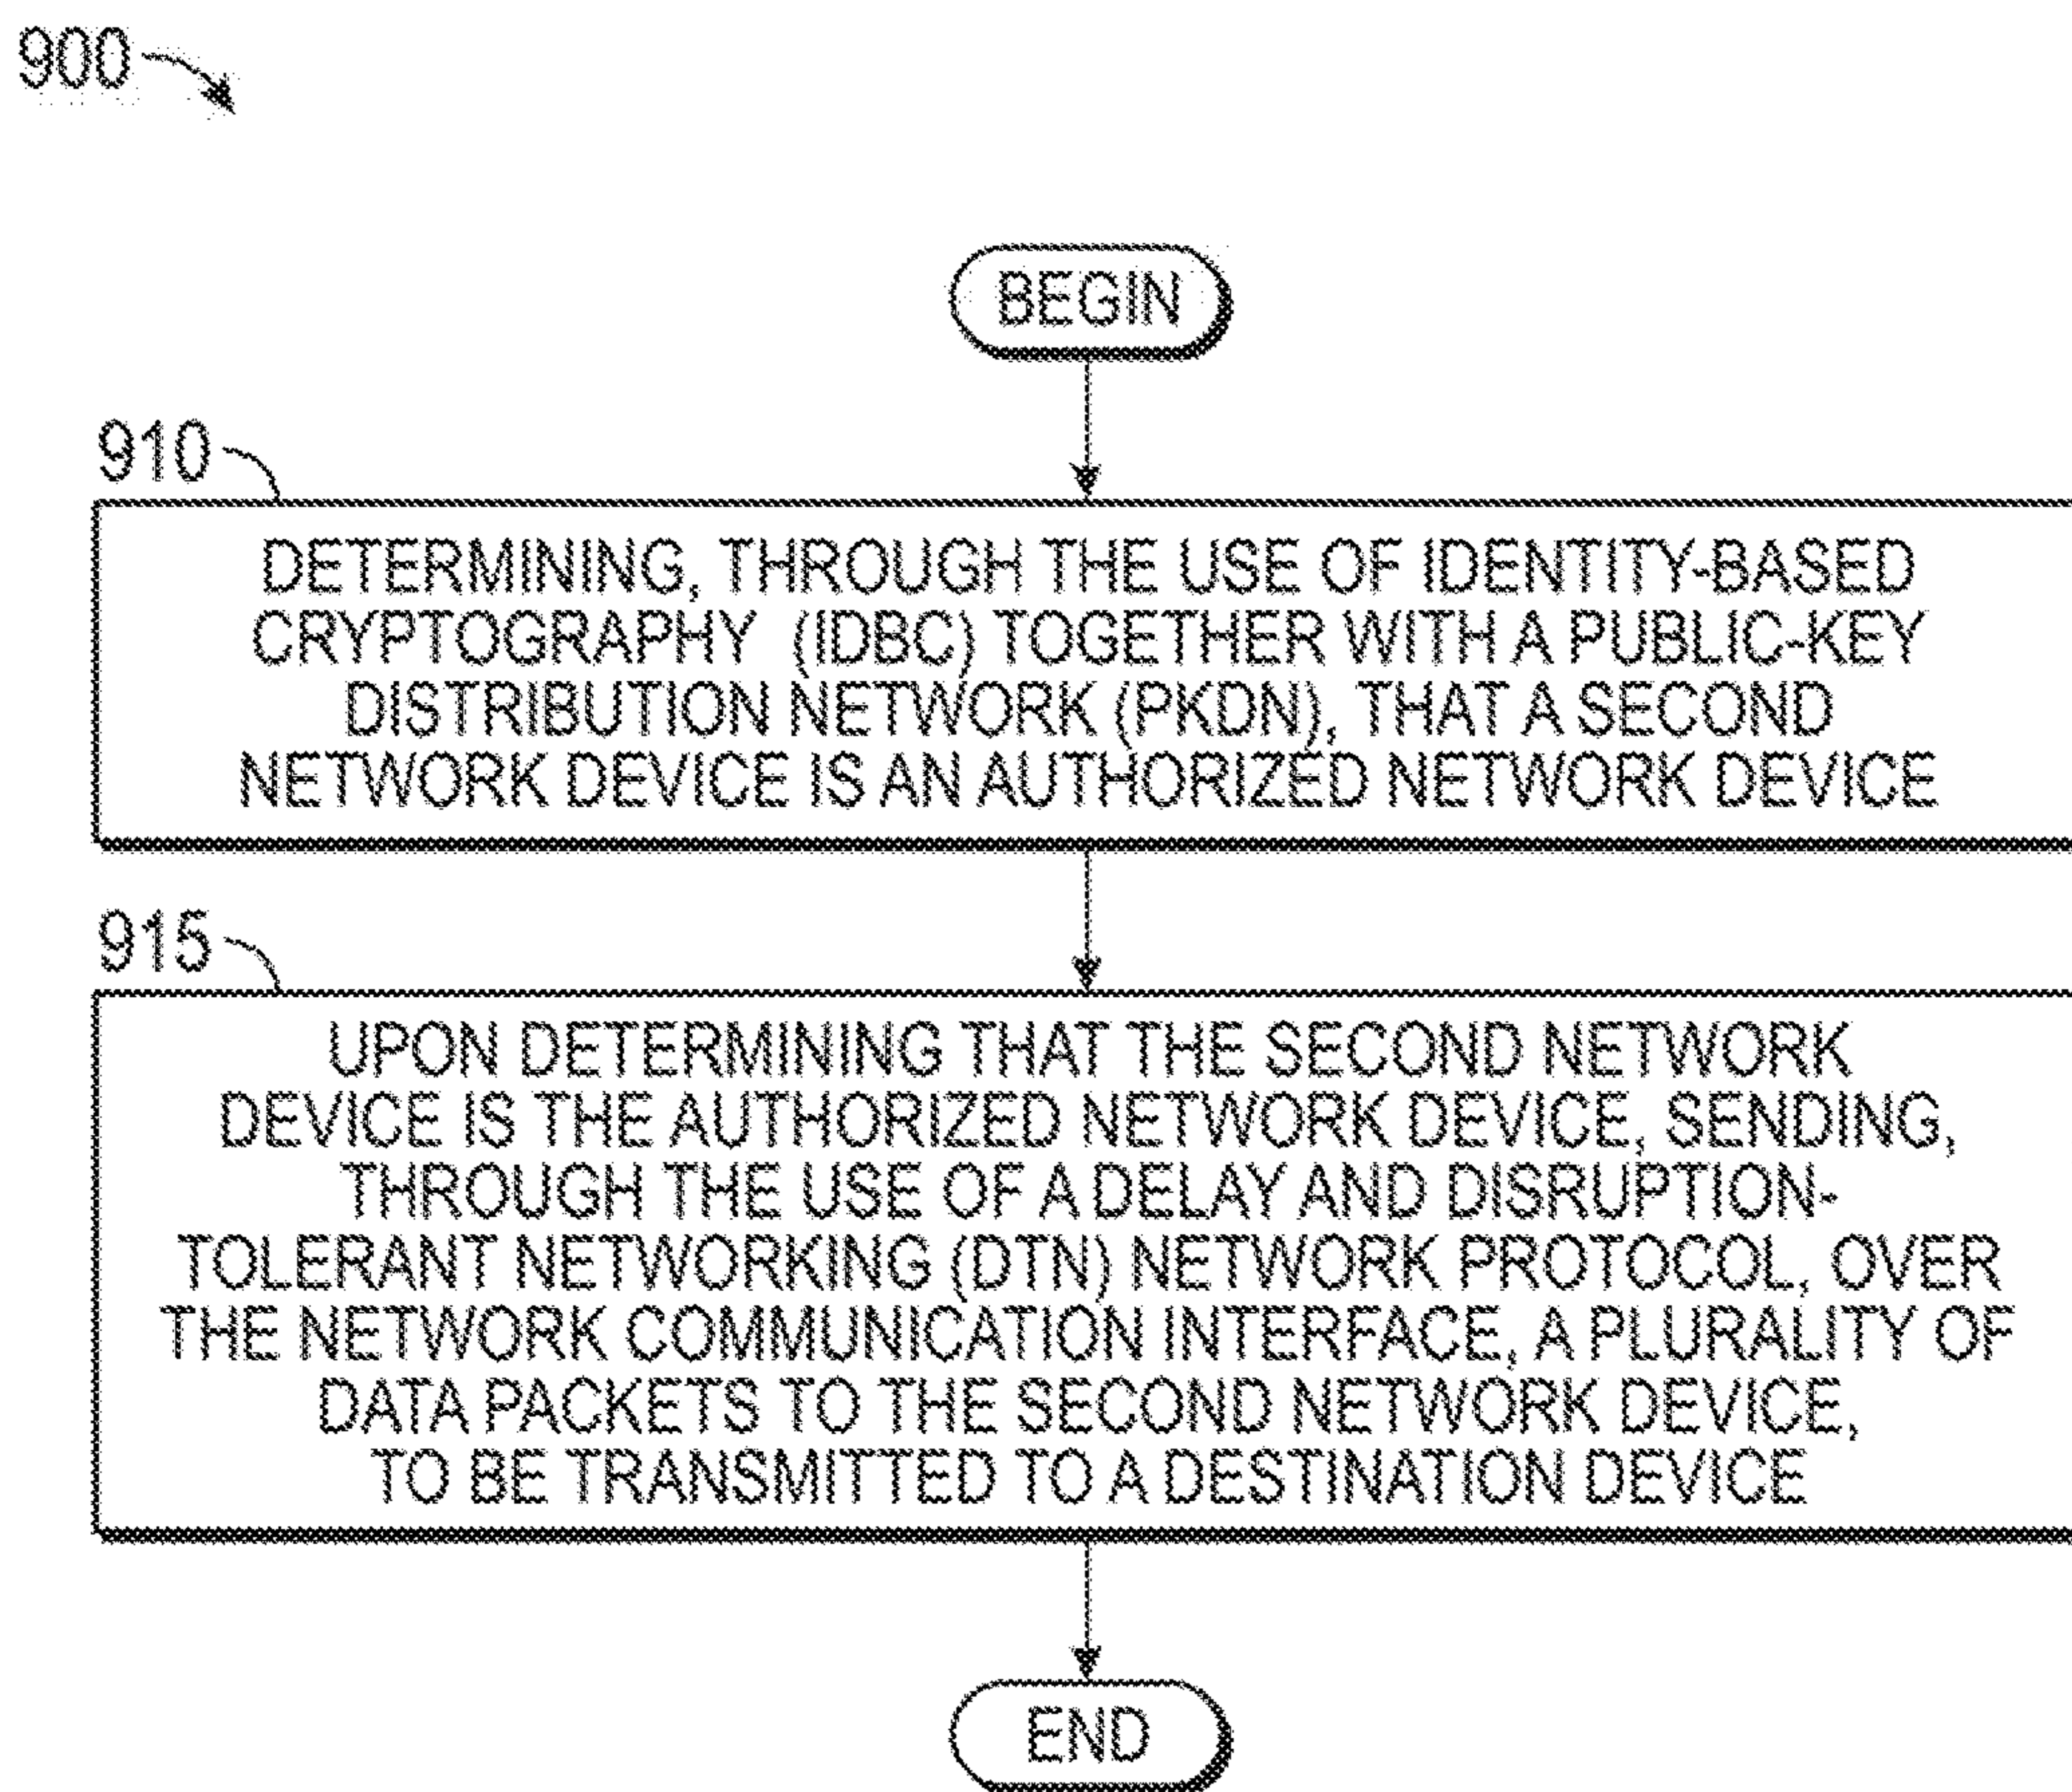 900
BEGIN
910
DETERMINING, THROUGH THE USE OF IDENTITY-BASED
CRYPTOGRAPHY (IDBC) TOGETHER WITH A PUBLIC-KEY
DISTRIBUTION NETWORK (PKDN), THAT A SECOND
NETWORK DEVICE IS AN AUTHORIZED NETWORK DEVICE
915
UPON DETERMINING THAT THE SECOND NETWORK
DEVICE IS THE AUTHORIZED NETWORK DEVICE, SENDING,
THROUGH THE USE OF A DELAY AND DISRUPTION-
TOLERANT NETWORKING (DTN) NETWORK PROTOCOL, OVER
THE NETWORK COMMUNICATION INTERFACE, A PLURALITY OF
DATA PACKETS TO THE SECOND NETWORK DEVICE,
TO BE TRANSMITTED TO A DESTINATION DEVICE
END